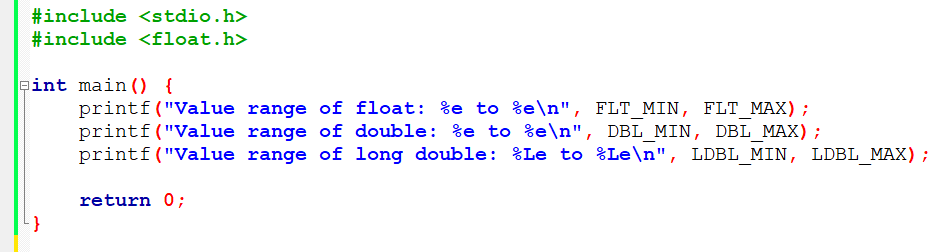 #include <stdio.h>
#include <float.h>
int main() {
    printf("Value range of float: %e to %e\n", FLT_MIN, FLT_MAX);
    printf("Value range of double: %e to %e\n", DBL_MIN, DBL_MAX);
    printf("Value range of long double: %Le to %Le\n", LDBL_MIN, LDBL_MAX);
    return 0;
}